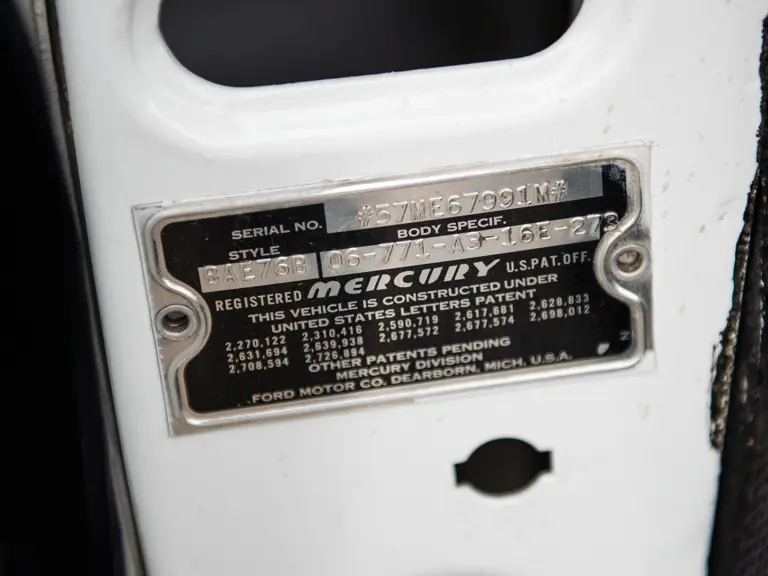 SERIAL NO. #57ME67991M#
STYLE BODY SPECIF.
BAE76B 06-771-A3-16E-273
REGISTERED MERCURY U.S. PAT. OFF.
THIS VEHICLE IS CONSTRUCTED UNDER
UNITED STATES LETTERS PATENT
2,270,122 2,310,416 2,590,719 2,617,681 2,628,833
2,631,694 2,639,938 2,677,572 2,677,574 2,698,012
2,708,594 2,726,894
OTHER PATENTS PENDING
MERCURY DIVISION
FORD MOTOR CO. DEARBORN, MICH. U.S.A.